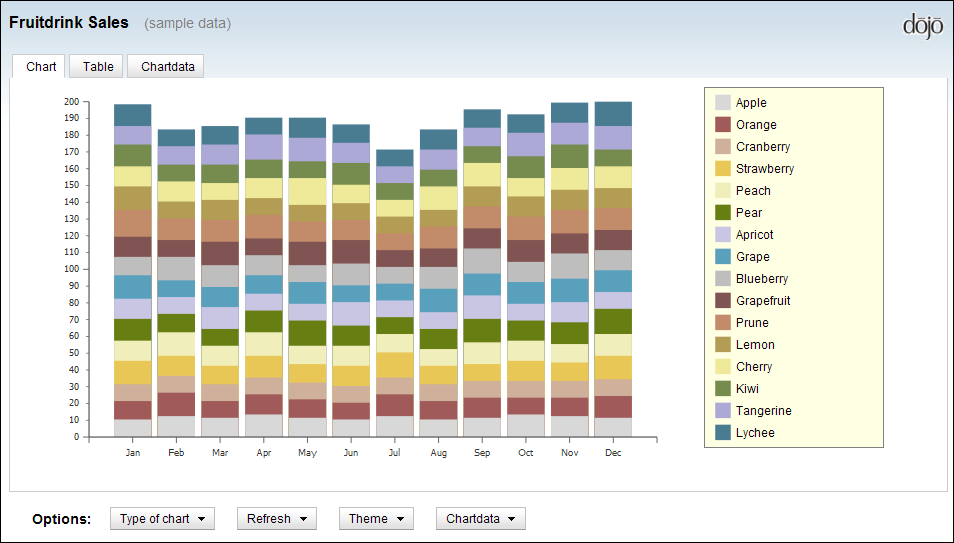 Fruitdrink Sales (sample data)
dōjō
Chart Table Chartdata
200
190
180
170
160
150
140
130
120
110
100
90
80
70
60
50
40
30
20
10
0
Jan Feb Mar Apr May Jun Jul Aug Sep Oct Nov Dec
Apple
Orange
Cranberry
Strawberry
Peach
Pear
Apricot
Grape
Blueberry
Grapefruit
Prune
Lemon
Cherry
Kiwi
Tangerine
Lychee
Options: Type of chart Refresh Theme Chartdata